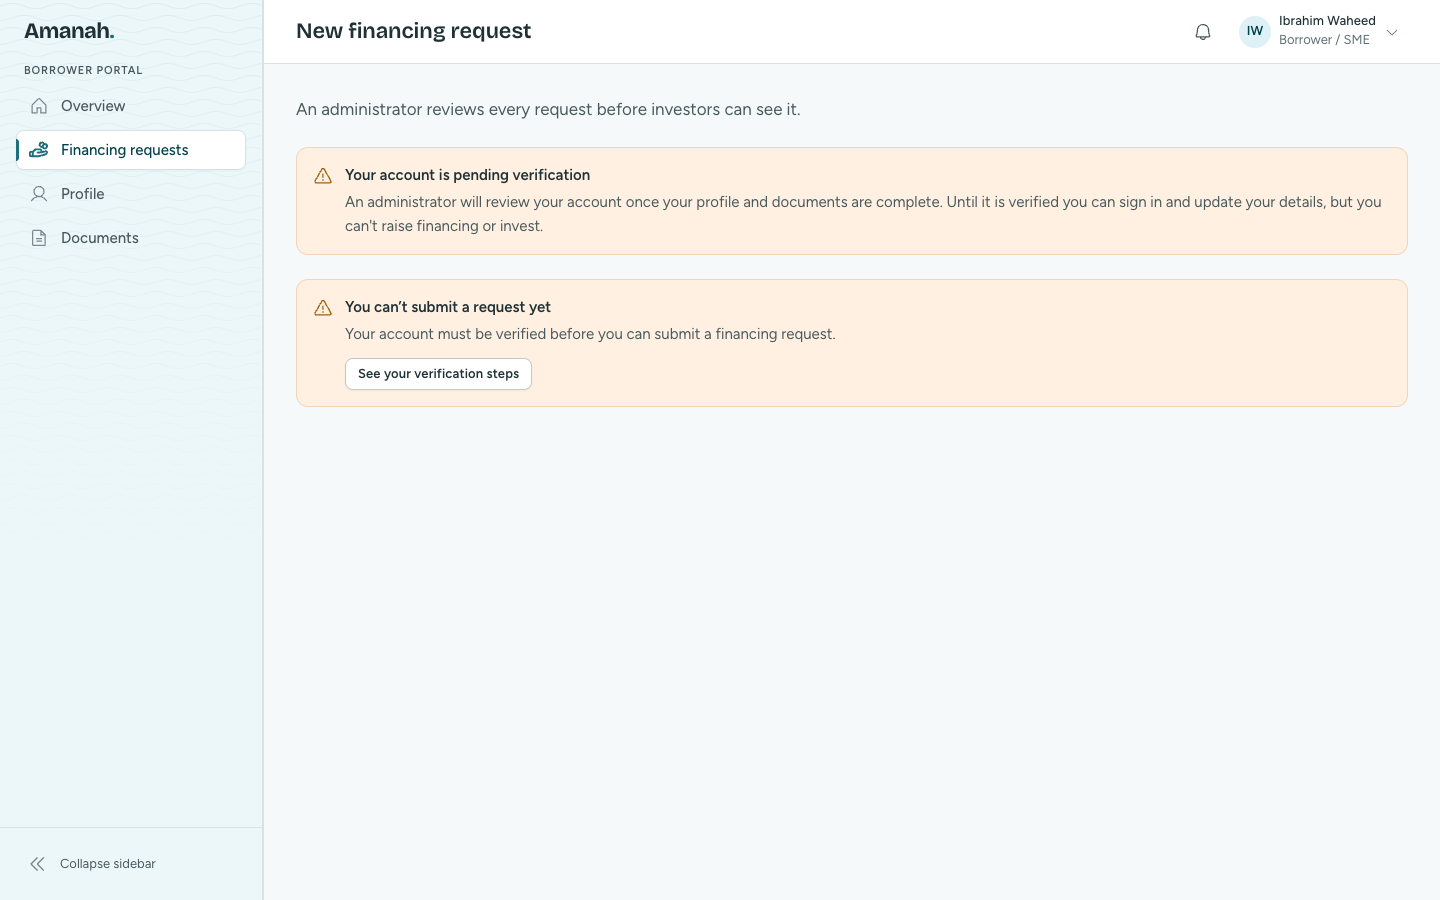 Amanah.
BORROWER PORTAL
Overview
Financing requests
Profile
Documents
Collapse sidebar
New financing request
IW
Ibrahim Waheed
Borrower / SME
An administrator reviews every request before investors can see it.
Your account is pending verification
An administrator will review your account once your profile and documents are complete. Until it is verified you can sign in and update your details, but you
can't raise financing or invest.
You can’t submit a request yet
Your account must be verified before you can submit a financing request.
See your verification steps